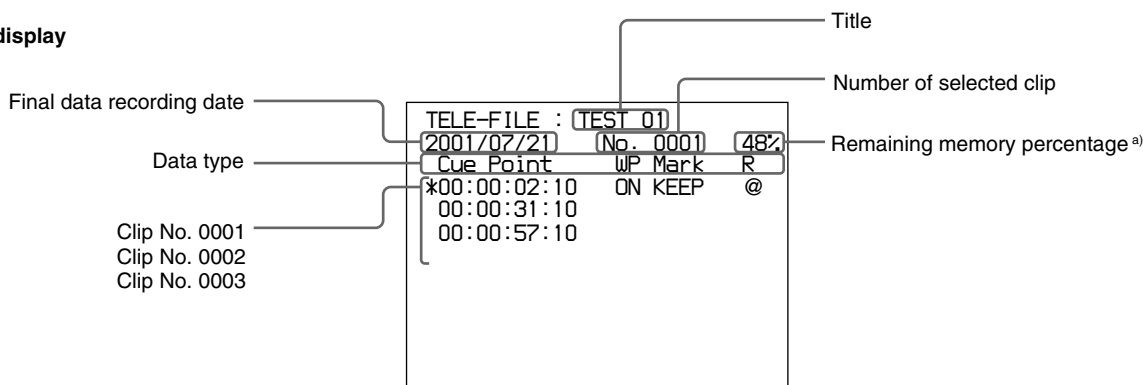 display
Title
Number of selected clip
Final data recording date
TELE-FILE : TEST 01
2001/07/21 No. 0001 48%
Remaining memory percentage a)
Data type
Cue Point WP Mark R
*00:00:02:10 ON KEEP @
00:00:31:10
00:00:57:10
Clip No. 0001
Clip No. 0002
Clip No. 0003